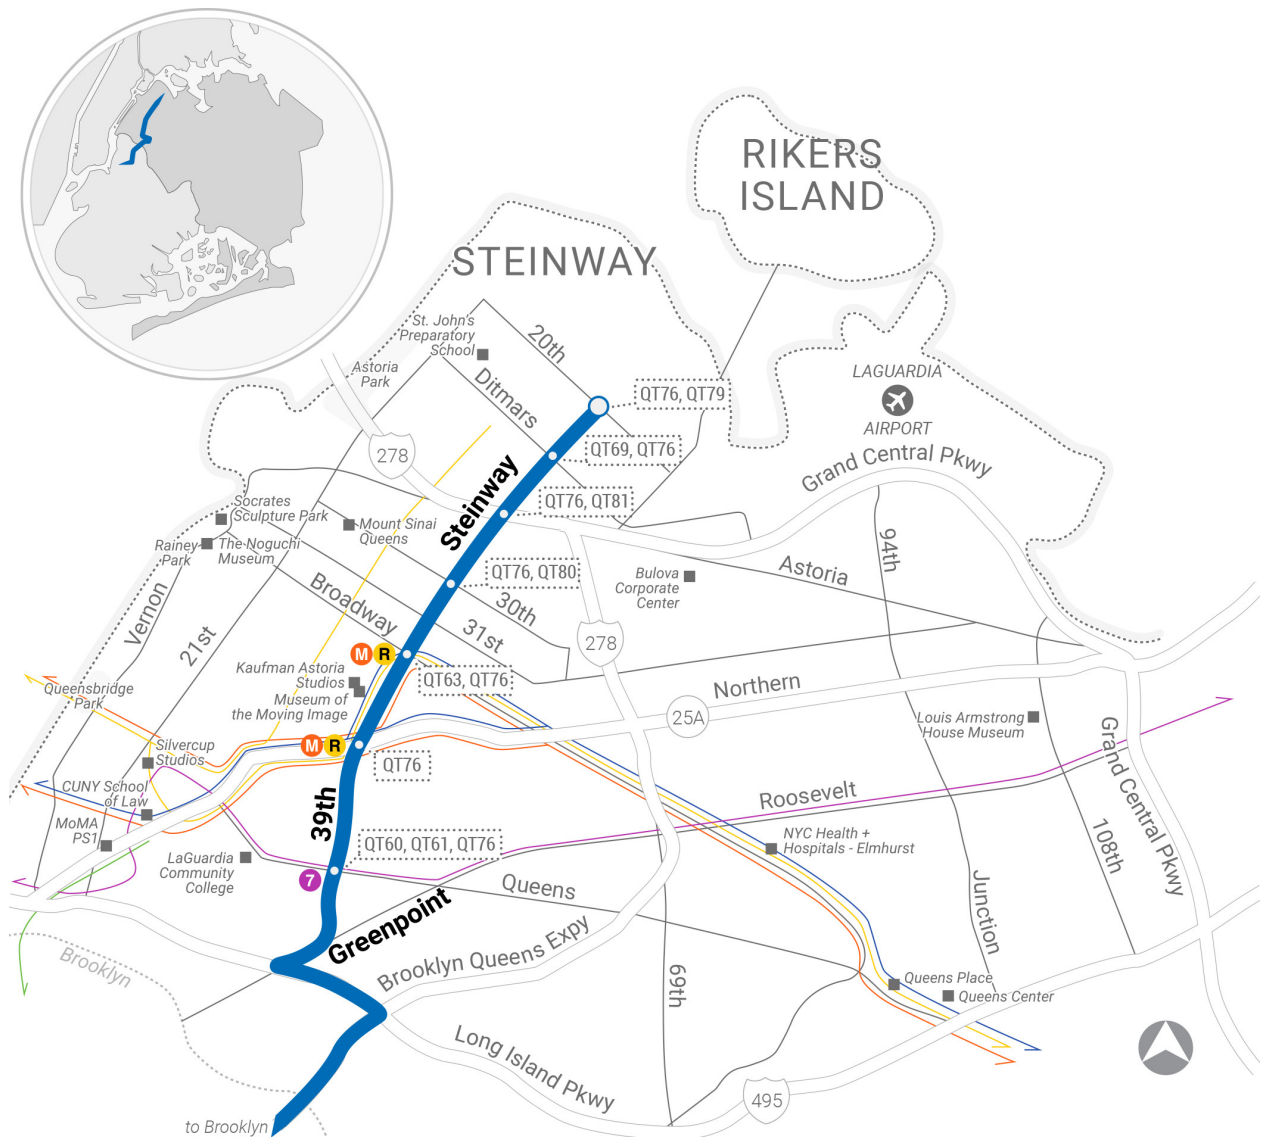 RIKERS
ISLAND
STEINWAY
St. John's
Preparatory
School
20th
Astoria
Park
Ditmars
QT76, QT79
LAGUARDIA
AIRPORT
278
QT69, QT76
Grand Central Pkwy
Steinway
QT76, QT81
Socrates
Sculpture Park
Mount Sinai
Queens
Rainey
Park
The Noguchi
Museum
94th
Astoria
Bulova
Corporate
Center
QT76, QT80
30th
Vernon
Broadway
21st
31st
278
M
R
Kaufman Astoria
Studios
Museum of
the Moving Image
QT63, QT76
Northern
25A
Queensbridge
Park
Louis Armstrong
House Museum
Grand Central Pkwy
Silvercup
Studios
M
R
QT76
CUNY School
of Law
Roosevelt
39th
MoMA
PS1
QT60, QT61, QT76
NYC Health +
Hospitals - Elmhurst
108th
LaGuardia
Community
College
7
Queens
Junction
Greenpoint
Brooklyn Queens Expy
Brooklyn
69th
Queens Place
Queens Center
Long Island Pkwy
495
to Brooklyn